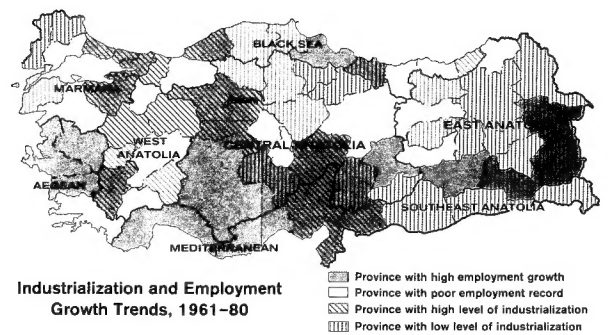 BLACK SEA
MARMARA
WEST
ANATOLIA
CENTRAL ANATOLIA
EAST ANATOLIA
AEGEAN
SOUTHEAST ANATOLIA
MEDITERRANEAN
Industrialization and Employment
Growth Trends, 1961–80
Province with high employment growth
Province with poor employment record
Province with high level of industrialization
Province with low level of industrialization